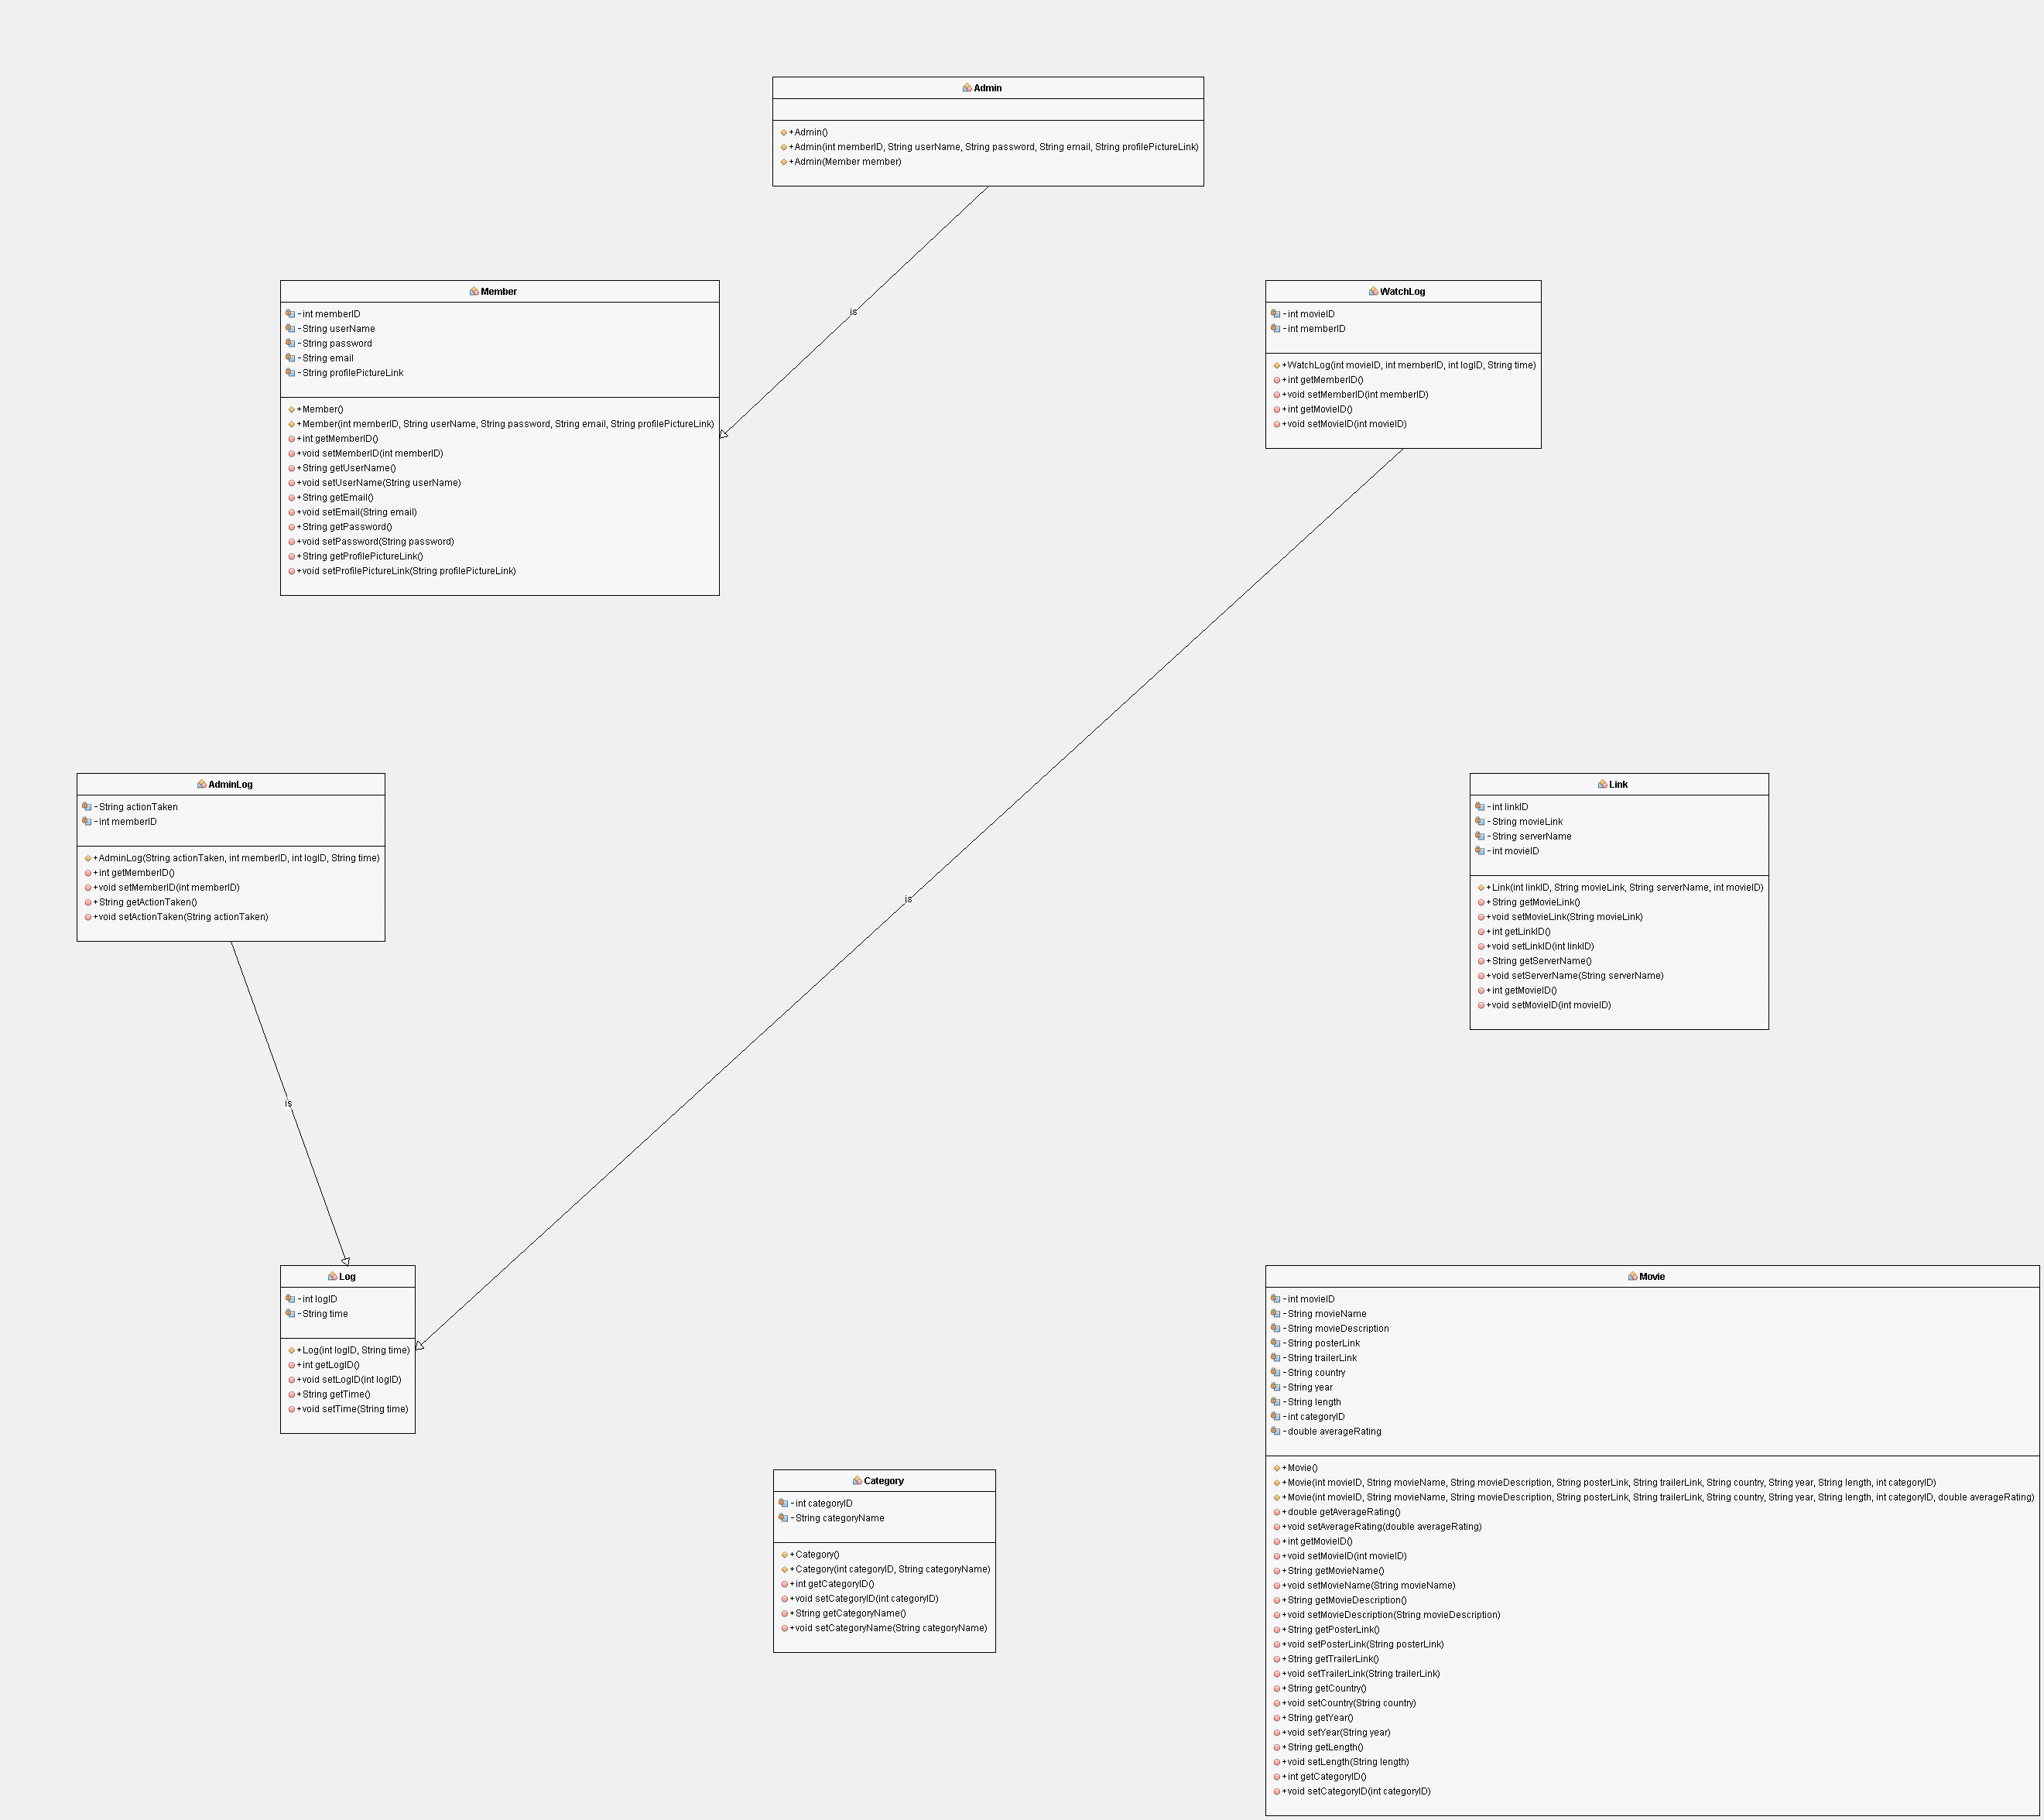 Admin
+Admin()
+Admin(int memberID, String userName, String password, String email, String profilePictureLink)
+Admin(Member member)
is
Member
-int memberID
-String userName
-String password
-String email
-String profilePictureLink
+Member()
+Member(int memberID, String userName, String password, String email, String profilePictureLink)
+int getMemberID()
+void setMemberID(int memberID)
+String getUserName()
+void setUserName(String userName)
+String getEmail()
+void setEmail(String email)
+String getPassword()
+void setPassword(String password)
+String getProfilePictureLink()
+void setProfilePictureLink(String profilePictureLink)
WatchLog
-int movieID
-int memberID
+WatchLog(int movieID, int memberID, int logID, String time)
+int getMemberID()
+void setMemberID(int memberID)
+int getMovieID()
+void setMovieID(int movieID)
is
AdminLog
-String actionTaken
-int memberID
+AdminLog(String actionTaken, int memberID, int logID, String time)
+int getMemberID()
+void setMemberID(int memberID)
+String getActionTaken()
+void setActionTaken(String actionTaken)
is
Link
-int linkID
-String movieLink
-String serverName
-int movieID
+Link(int linkID, String movieLink, String serverName, int movieID)
+String getMovieLink()
+void setMovieLink(String movieLink)
+int getLinkID()
+void setLinkID(int linkID)
+String getServerName()
+void setServerName(String serverName)
+int getMovieID()
+void setMovieID(int movieID)
Log
-int logID
-String time
+Log(int logID, String time)
+int getLogID()
+void setLogID(int logID)
+String getTime()
+void setTime(String time)
Category
-int categoryID
-String categoryName
+Category()
+Category(int categoryID, String categoryName)
+int getCategoryID()
+void setCategoryID(int categoryID)
+String getCategoryName()
+void setCategoryName(String categoryName)
Movie
-int movieID
-String movieName
-String movieDescription
-String posterLink
-String trailerLink
-String country
-String year
-String length
-int categoryID
-double averageRating
+Movie()
+Movie(int movieID, String movieName, String movieDescription, String posterLink, String trailerLink, String country, String year, String length, int categoryID)
+Movie(int movieID, String movieName, String movieDescription, String posterLink, String trailerLink, String country, String year, String length, int categoryID, double averageRating)
+double getAverageRating()
+void setAverageRating(double averageRating)
+int getMovieID()
+void setMovieID(int movieID)
+String getMovieName()
+void setMovieName(String movieName)
+String getMovieDescription()
+void setMovieDescription(String movieDescription)
+String getPosterLink()
+void setPosterLink(String posterLink)
+String getTrailerLink()
+void setTrailerLink(String trailerLink)
+String getCountry()
+void setCountry(String country)
+String getYear()
+void setYear(String year)
+String getLength()
+void setLength(String length)
+int getCategoryID()
+void setCategoryID(int categoryID)